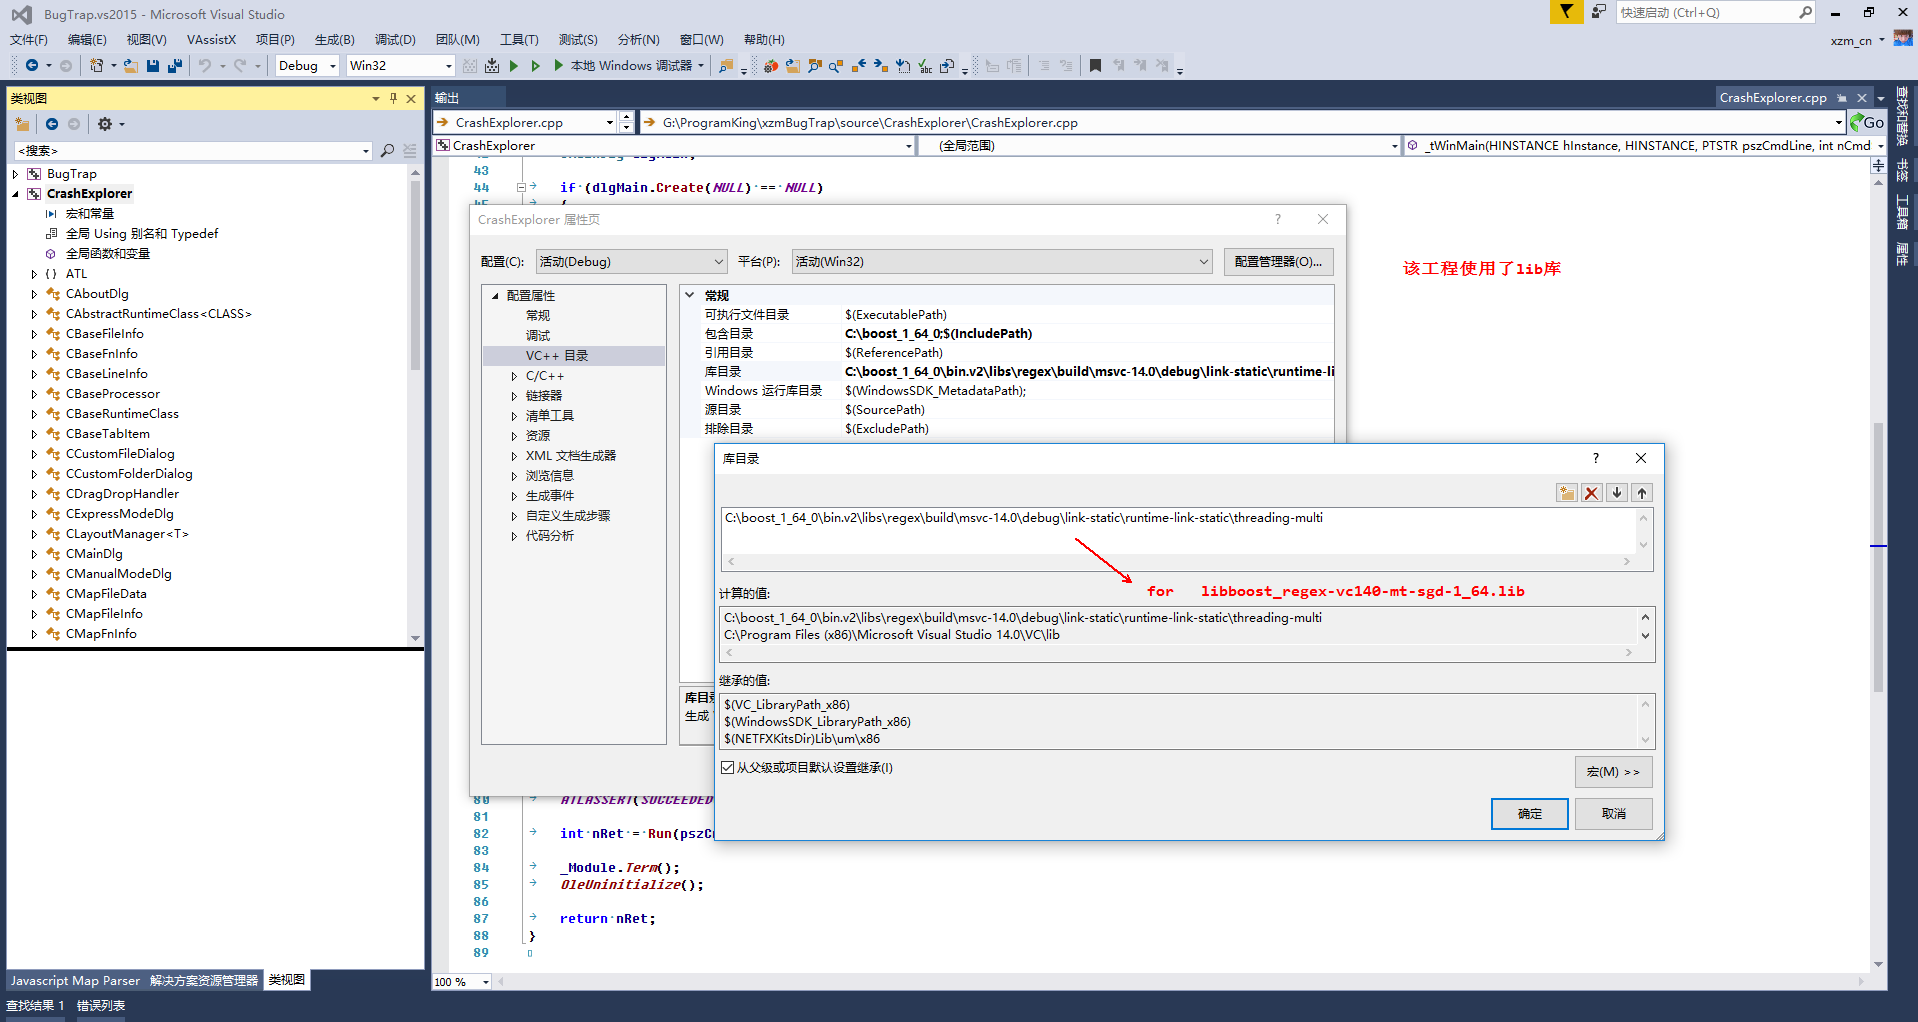 BugTrap.vs2015 - Microsoft Visual Studio
快速启动 (Ctrl+Q)
文件(F) 编辑(E) 视图(V) VAssistX 项目(P) 生成(B) 调试(D) 团队(M) 工具(T) 测试(S) 分析(N) 窗口(W) 帮助(H)
xzm_cn
Debug Win32 本地 Windows 调试器
类视图
<搜索>
BugTrap
CrashExplorer
宏和常量
全局 Using 别名和 Typedef
全局函数和变量
{ } ATL
CAboutDlg
CAbstractRuntimeClass<CLASS>
CBaseFileInfo
CBaseFnInfo
CBaseLineInfo
CBaseProcessor
CBaseRuntimeClass
CBaseTabItem
CCustomFileDialog
CCustomFolderDialog
CDragDropHandler
CExpressModeDlg
CLayoutManager<T>
CMainDlg
CManualModeDlg
CMapFileData
CMapFileInfo
CMapFnInfo
Javascript Map Parser 解决方案资源管理器 类视图
查找结果 1 错误列表
输出
CrashExplorer.cpp
CrashExplorer.cpp G:\ProgramKing\xzmBugTrap\source\CrashExplorer\CrashExplorer.cpp Go
CrashExplorer (全局范围) _tWinMain(HINSTANCE hInstance, HINSTANCE, PTSTR pszCmdLine, int nCmd
43
44 if (dlgMain.Create(NULL) == NULL)
{
CrashExplorer 属性页
配置(C): 活动(Debug) 平台(P): 活动(Win32) 配置管理器(O)...
配置属性
常规
调试
VC++ 目录
C/C++
链接器
清单工具
资源
XML 文档生成器
浏览信息
生成事件
自定义生成步骤
代码分析
常规
可执行文件目录 $(ExecutablePath)
包含目录 C:\boost_1_64_0;$(IncludePath)
引用目录 $(ReferencePath)
库目录 C:\boost_1_64_0\bin.v2\libs\regex\build\msvc-14.0\debug\link-static\runtime-li
Windows 运行库目录 $(WindowsSDK_MetadataPath);
源目录 $(SourcePath)
排除目录 $(ExcludePath)
库目录
生成
该工程使用了lib库
库目录
C:\boost_1_64_0\bin.v2\libs\regex\build\msvc-14.0\debug\link-static\runtime-link-static\threading-multi
for libboost_regex-vc140-mt-sgd-1_64.lib
计算的值:
C:\boost_1_64_0\bin.v2\libs\regex\build\msvc-14.0\debug\link-static\runtime-link-static\threading-multi
C:\Program Files (x86)\Microsoft Visual Studio 14.0\VC\lib
继承的值:
$(VC_LibraryPath_x86)
$(WindowsSDK_LibraryPath_x86)
$(NETFXKitsDir)Lib\um\x86
从父级或项目默认设置继承(I)
宏(M) >>
确定 取消
80 ATLASSERT(SUCCEEDED
81
82 int nRet = Run(pszC
83
84 _Module.Term();
85 OleUninitialize();
86
87 return nRet;
88 }
89
100 %
查找和替换
书签
工具箱
属性